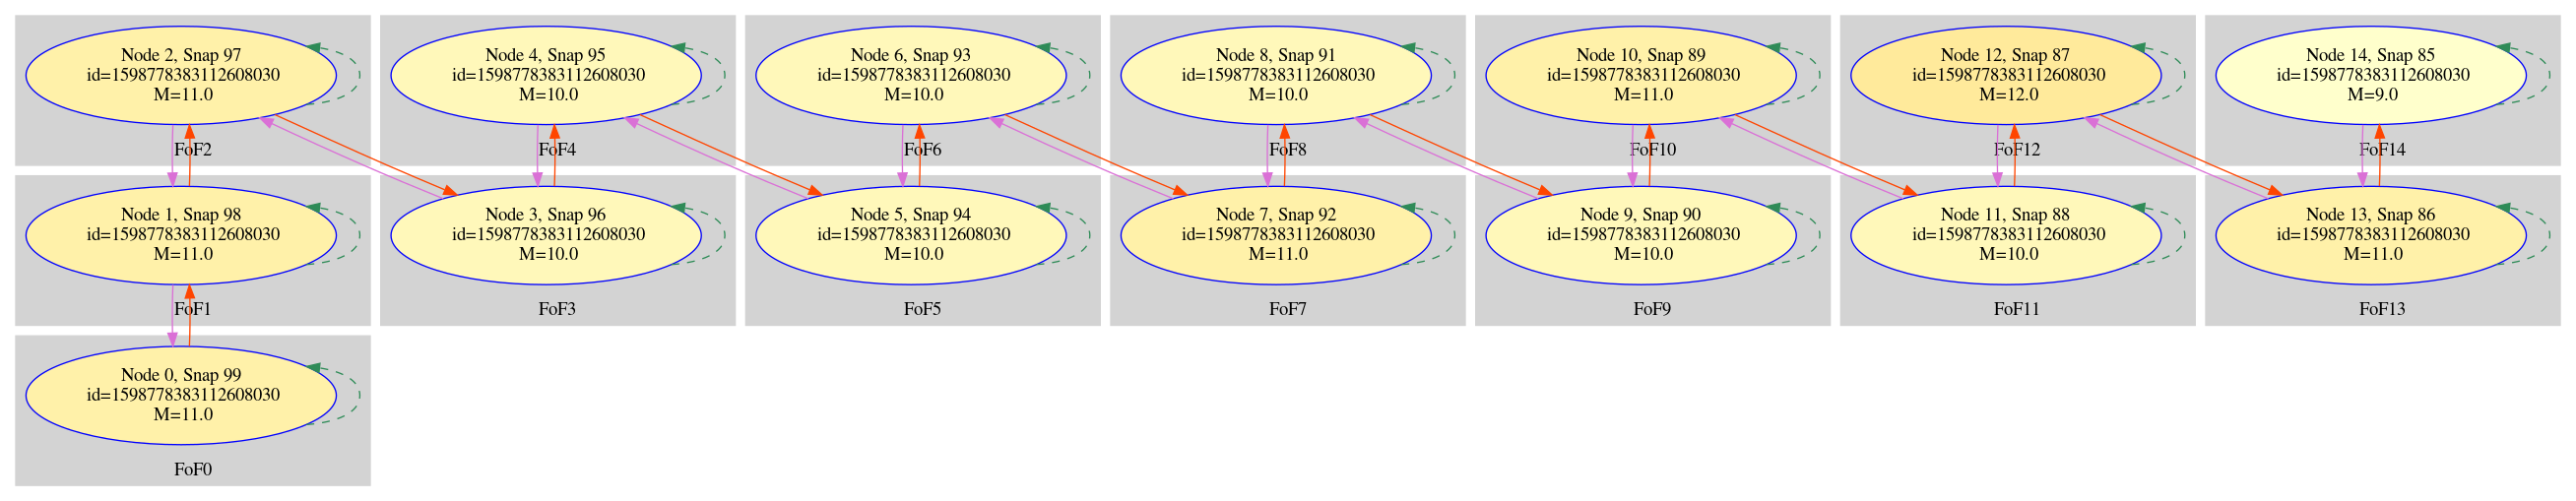 Node 2, Snap 97
id=1598778383112608030
M=11.0
FoF2
Node 4, Snap 95
id=1598778383112608030
M=10.0
FoF4
Node 6, Snap 93
id=1598778383112608030
M=10.0
FoF6
Node 8, Snap 91
id=1598778383112608030
M=10.0
FoF8
Node 10, Snap 89
id=1598778383112608030
M=11.0
FoF10
Node 12, Snap 87
id=1598778383112608030
M=12.0
FoF12
Node 14, Snap 85
id=1598778383112608030
M=9.0
FoF14
Node 1, Snap 98
id=1598778383112608030
M=11.0
FoF1
Node 3, Snap 96
id=1598778383112608030
M=10.0
FoF3
Node 5, Snap 94
id=1598778383112608030
M=10.0
FoF5
Node 7, Snap 92
id=1598778383112608030
M=11.0
FoF7
Node 9, Snap 90
id=1598778383112608030
M=10.0
FoF9
Node 11, Snap 88
id=1598778383112608030
M=10.0
FoF11
Node 13, Snap 86
id=1598778383112608030
M=11.0
FoF13
Node 0, Snap 99
id=1598778383112608030
M=11.0
FoF0